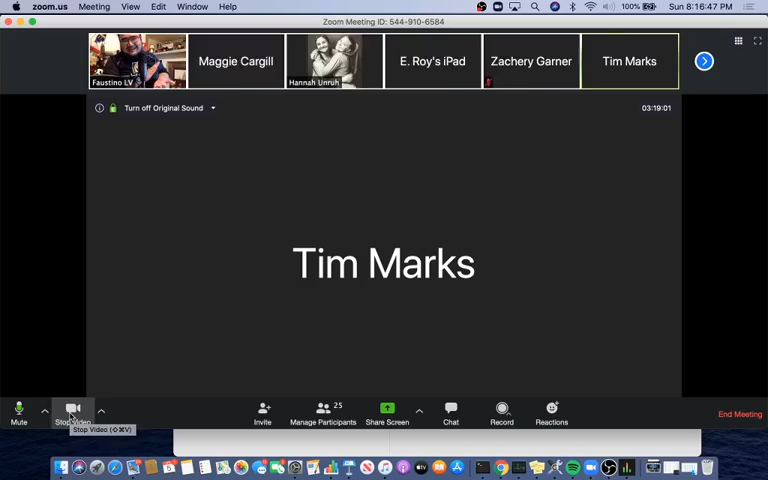 zoom.us Meeting View Edit Window Help 100% Sun 8:16:47 PM
Zoom Meeting ID: 544-910-6584
Faustino LV
Maggie Cargill
Hannah Unruh
E. Roy's iPad
Zachery Garner
Tim Marks
Turn off Original Sound
03:19:01
Tim Marks
Mute
Stop Video
Invite
Manage Participants 25
Share Screen
Chat
Record
Reactions
End Meeting
Stop Video (⇧⌘V)